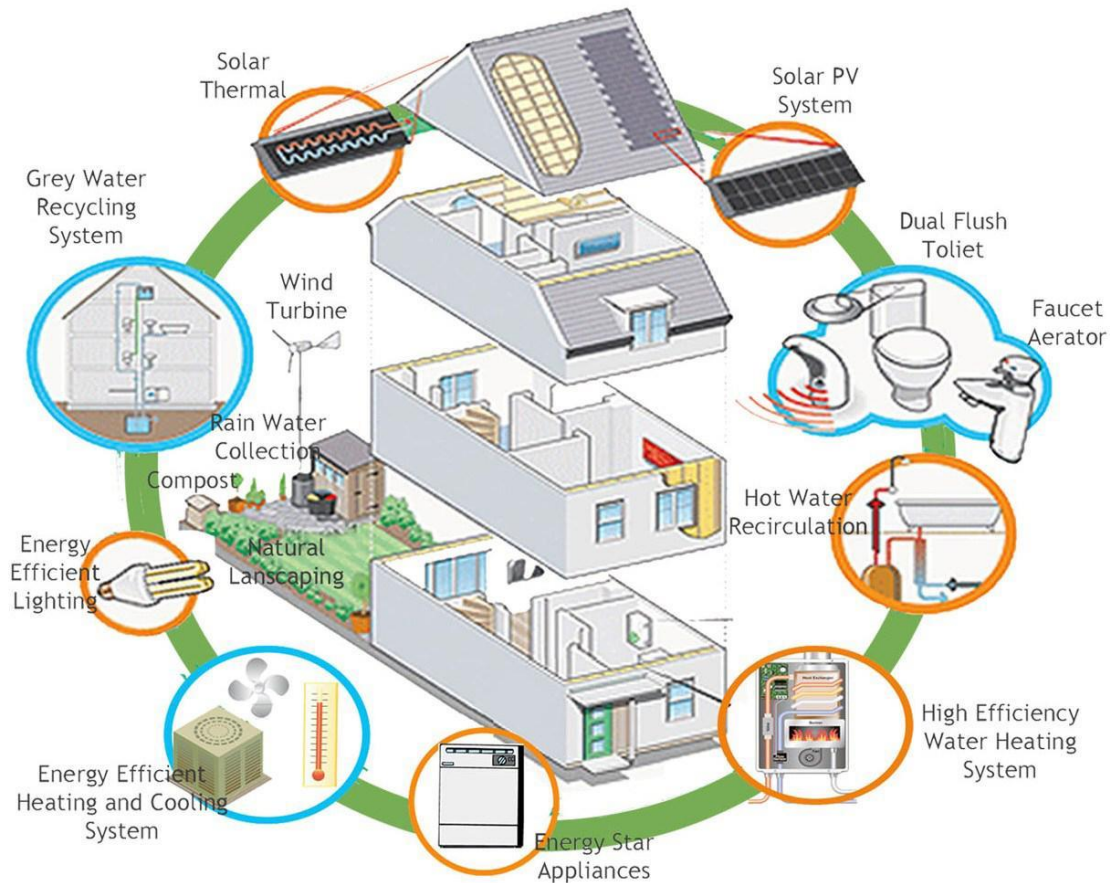 Solar
Thermal
Solar PV
System
Grey Water
Recycling
System
Dual Flush
Toliet
Wind
Turbine
Faucet
Aerator
Rain Water
Collection
Compost
Hot Water
Recirculation
Energy
Efficient
Lighting
Natural
Lanscaping
Heat Exchanger
High Efficiency
Water Heating
System
Energy Efficient
Heating and Cooling
System
Energy Star
Appliances